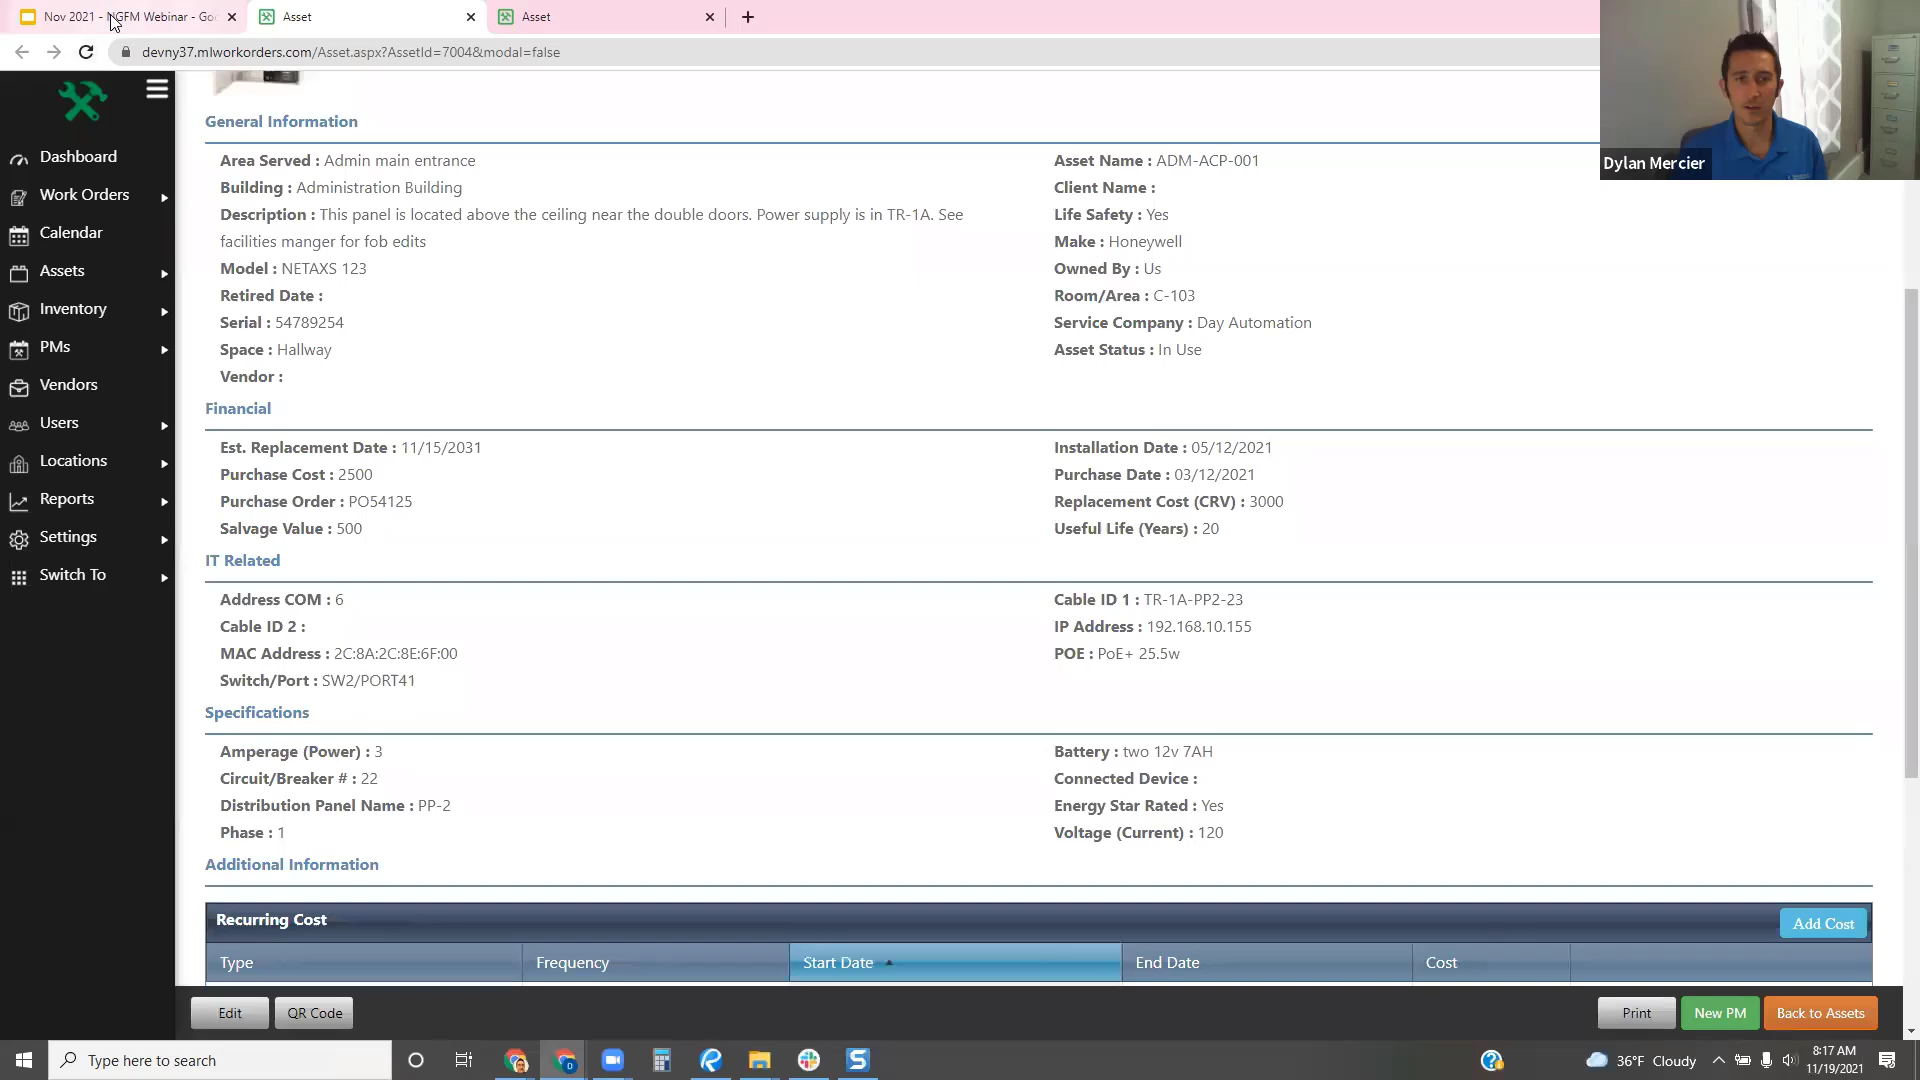 Nov 2021 - NGFM Webinar - Goo
Asset
Asset
devny37.mlworkorders.com/Asset.aspx?AssetId=7004&modal=false
Dylan Mercier
Dashboard
Work Orders
Calendar
Assets
Inventory
PMs
Vendors
Users
Locations
Reports
Settings
Switch To
General Information
Area Served : Admin main entrance
Asset Name : ADM-ACP-001
Building : Administration Building
Client Name :
Description : This panel is located above the ceiling near the double doors. Power supply is in TR-1A. See
facilities manger for fob edits
Life Safety : Yes
Make : Honeywell
Model : NETAXS 123
Owned By : Us
Retired Date :
Room/Area : C-103
Serial : 54789254
Service Company : Day Automation
Space : Hallway
Asset Status : In Use
Vendor :
Financial
Est. Replacement Date : 11/15/2031
Installation Date : 05/12/2021
Purchase Cost : 2500
Purchase Date : 03/12/2021
Purchase Order : PO54125
Replacement Cost (CRV) : 3000
Salvage Value : 500
Useful Life (Years) : 20
IT Related
Address COM : 6
Cable ID 1 : TR-1A-PP2-23
Cable ID 2 :
IP Address : 192.168.10.155
MAC Address : 2C:8A:2C:8E:6F:00
POE : PoE+ 25.5w
Switch/Port : SW2/PORT41
Specifications
Amperage (Power) : 3
Battery : two 12v 7AH
Circuit/Breaker # : 22
Connected Device :
Distribution Panel Name : PP-2
Energy Star Rated : Yes
Phase : 1
Voltage (Current) : 120
Additional Information
Recurring Cost
Add Cost
Type Frequency Start Date End Date Cost
Edit QR Code Print New PM Back to Assets
Type here to search
36°F Cloudy
8:17 AM
11/19/2021